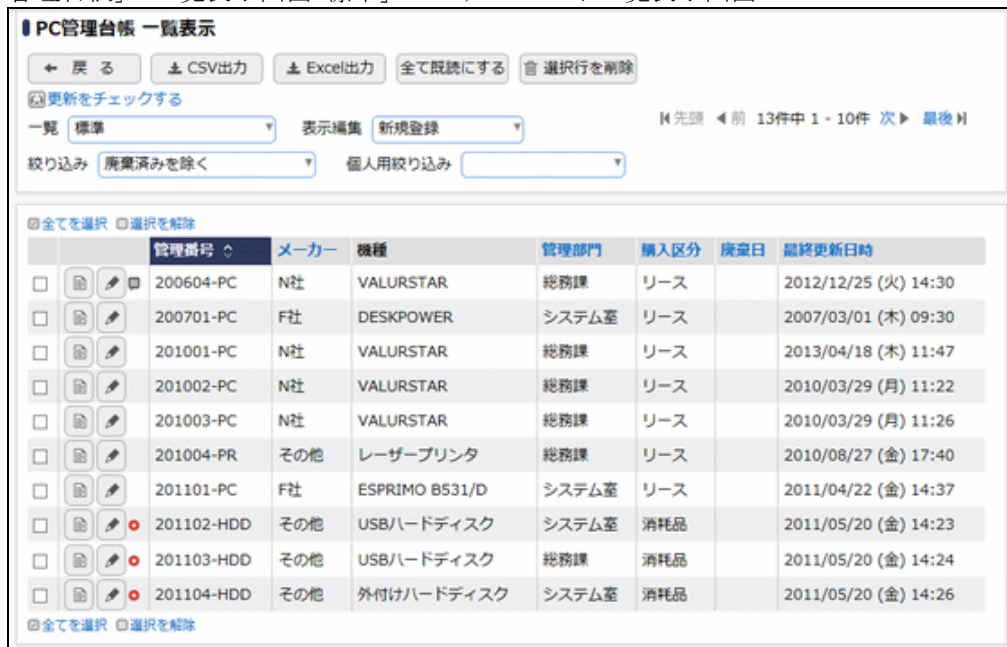 PC管理台帳 一覧表示
戻 る CSV出力 Excel出力 全て既読にする 選択行を削除
更新をチェックする
一覧 標準 表示編集 新規登録 先頭 前 13件中 1 - 10件 次 最後
絞り込み 廃棄済みを除く 個人用絞り込み
全てを選択 選択を解除
管理番号 メーカー 機種 管理部門 購入区分 廃棄日 最終更新日時
200604-PC N社 VALURSTAR 総務課 リース 2012/12/25 (火) 14:30
200701-PC F社 DESKPOWER システム室 リース 2007/03/01 (木) 09:30
201001-PC N社 VALURSTAR 総務課 リース 2013/04/18 (木) 11:47
201002-PC N社 VALURSTAR 総務課 リース 2010/03/29 (月) 11:22
201003-PC N社 VALURSTAR 総務課 リース 2010/03/29 (月) 11:26
201004-PR その他 レーザープリンタ 総務課 リース 2010/08/27 (金) 17:40
201101-PC F社 ESPRIMO B531/D システム室 リース 2011/04/22 (金) 14:37
201102-HDD その他 USBハードディスク システム室 消耗品 2011/05/20 (金) 14:23
201103-HDD その他 USBハードディスク 総務課 消耗品 2011/05/20 (金) 14:24
201104-HDD その他 外付けハードディスク システム室 消耗品 2011/05/20 (金) 14:26
全てを選択 選択を解除